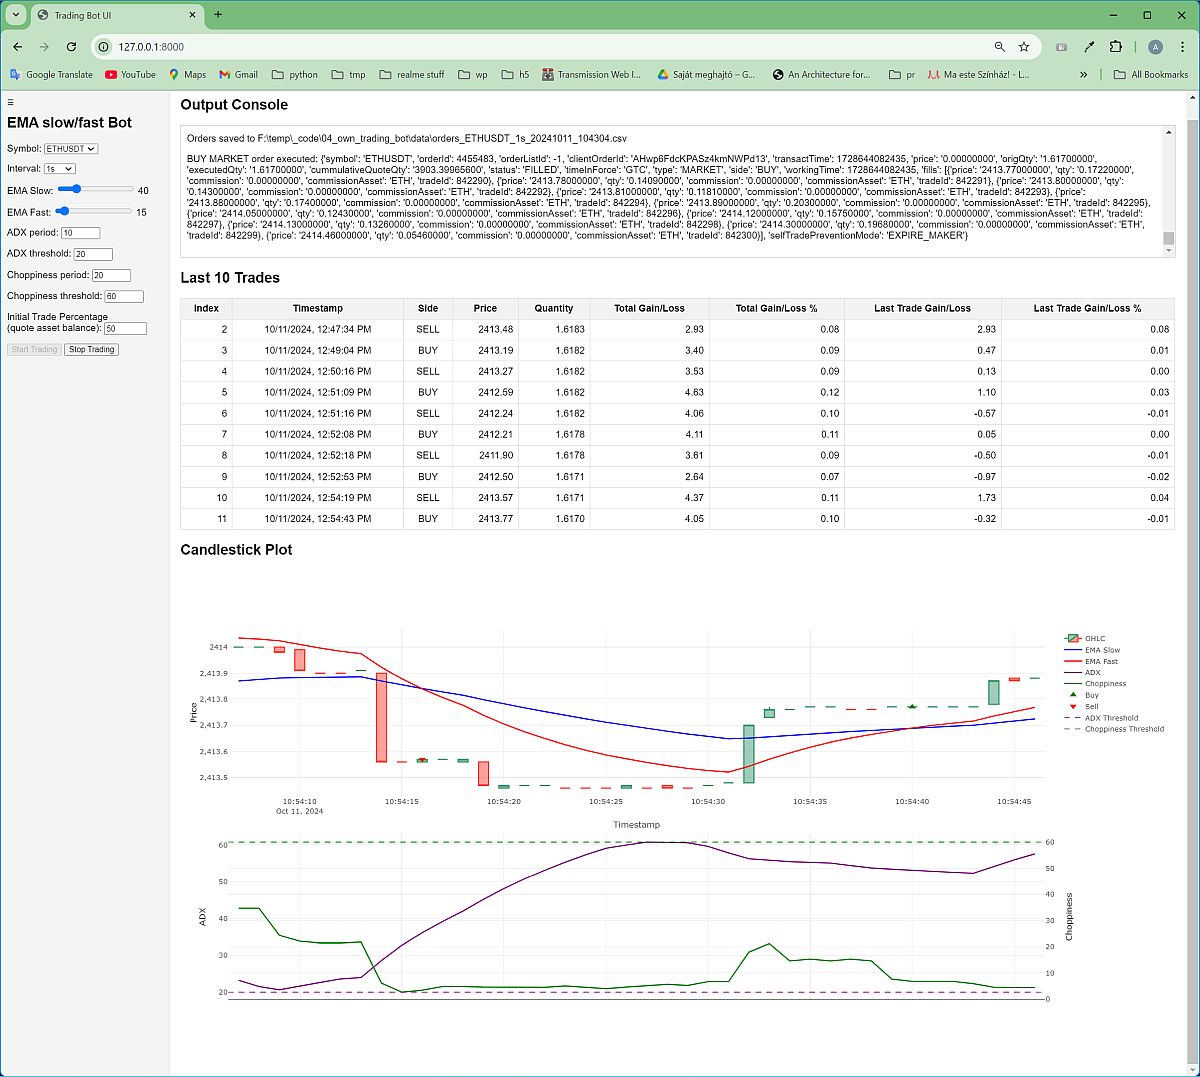 Trading Bot UI
127.0.0.1:8000
A
Google Translate YouTube Maps Gmail python tmp realme stuff wp h5 Transmission Web I... Saját meghajtó – G... An Architecture for... pr Ma este Színház! - L... » All Bookmarks
EMA slow/fast Bot
Symbol: ETHUSDT
Interval: 1s
EMA Slow: 40
EMA Fast: 15
ADX period: 10
ADX threshold: 20
Choppiness period: 20
Choppiness threshold: 60
Initial Trade Percentage
(quote asset balance): 50
Start Trading Stop Trading
Output Console
Orders saved to F:\temp\_code\04_own_trading_bot\data\orders_ETHUSDT_1s_20241011_104304.csv
BUY MARKET order executed: {'symbol': 'ETHUSDT', 'orderId': 4455483, 'orderListId': -1, 'clientOrderId': 'AHwp6FdcKPASz4kmNWPd13', 'transactTime': 1728644082435, 'price': '0.00000000', 'origQty': '1.61700000',
'executedQty': '1.61700000', 'cummulativeQuoteQty': '3903.39965600', 'status': 'FILLED', 'timeInForce': 'GTC', 'type': 'MARKET', 'side': 'BUY', 'workingTime': 1728644082435, 'fills': [{'price': '2413.77000000', 'qty': '0.17220000',
'commission': '0.00000000', 'commissionAsset': 'ETH', 'tradeId': 842290}, {'price': '2413.78000000', 'qty': '0.14090000', 'commission': '0.00000000', 'commissionAsset': 'ETH', 'tradeId': 842291}, {'price': '2413.80000000', 'qty':
'0.14300000', 'commission': '0.00000000', 'commissionAsset': 'ETH', 'tradeId': 842292}, {'price': '2413.81000000', 'qty': '0.11810000', 'commission': '0.00000000', 'commissionAsset': 'ETH', 'tradeId': 842293}, {'price':
'2413.88000000', 'qty': '0.17400000', 'commission': '0.00000000', 'commissionAsset': 'ETH', 'tradeId': 842294}, {'price': '2413.89000000', 'qty': '0.20300000', 'commission': '0.00000000', 'commissionAsset': 'ETH', 'tradeId': 842295},
{'price': '2414.05000000', 'qty': '0.12430000', 'commission': '0.00000000', 'commissionAsset': 'ETH', 'tradeId': 842296}, {'price': '2414.12000000', 'qty': '0.15750000', 'commission': '0.00000000', 'commissionAsset': 'ETH', 'tradeId':
842297}, {'price': '2414.13000000', 'qty': '0.13260000', 'commission': '0.00000000', 'commissionAsset': 'ETH', 'tradeId': 842298}, {'price': '2414.30000000', 'qty': '0.19680000', 'commission': '0.00000000', 'commissionAsset': 'ETH',
'tradeId': 842299}, {'price': '2414.46000000', 'qty': '0.05460000', 'commission': '0.00000000', 'commissionAsset': 'ETH', 'tradeId': 842300}], 'selfTradePreventionMode': 'EXPIRE_MAKER'}
Last 10 Trades
Index Timestamp Side Price Quantity Total Gain/Loss Total Gain/Loss % Last Trade Gain/Loss Last Trade Gain/Loss %
2 10/11/2024, 12:47:34 PM SELL 2413.48 1.6183 2.93 0.08 2.93 0.08
3 10/11/2024, 12:49:04 PM BUY 2413.19 1.6182 3.40 0.09 0.47 0.01
4 10/11/2024, 12:50:16 PM SELL 2413.27 1.6182 3.53 0.09 0.13 0.00
5 10/11/2024, 12:51:09 PM BUY 2412.59 1.6182 4.63 0.12 1.10 0.03
6 10/11/2024, 12:51:16 PM SELL 2412.24 1.6182 4.06 0.10 -0.57 -0.01
7 10/11/2024, 12:52:08 PM BUY 2412.21 1.6178 4.11 0.11 0.05 0.00
8 10/11/2024, 12:52:18 PM SELL 2411.90 1.6178 3.61 0.09 -0.50 -0.01
9 10/11/2024, 12:52:53 PM BUY 2412.50 1.6171 2.64 0.07 -0.97 -0.02
10 10/11/2024, 12:54:19 PM SELL 2413.57 1.6171 4.37 0.11 1.73 0.04
11 10/11/2024, 12:54:43 PM BUY 2413.77 1.6170 4.05 0.10 -0.32 -0.01
Candlestick Plot
Price
2414
2,413.9
2,413.8
2,413.7
2,413.6
2,413.5
10:54:10 10:54:15 10:54:20 10:54:25 10:54:30 10:54:35 10:54:40 10:54:45
Oct 11, 2024
Timestamp
OHLC
EMA Slow
EMA Fast
ADX
Choppiness
Buy
Sell
ADX Threshold
Choppiness Threshold
ADX
60
50
40
30
20
60
50
40
30
20
10
0
Choppiness